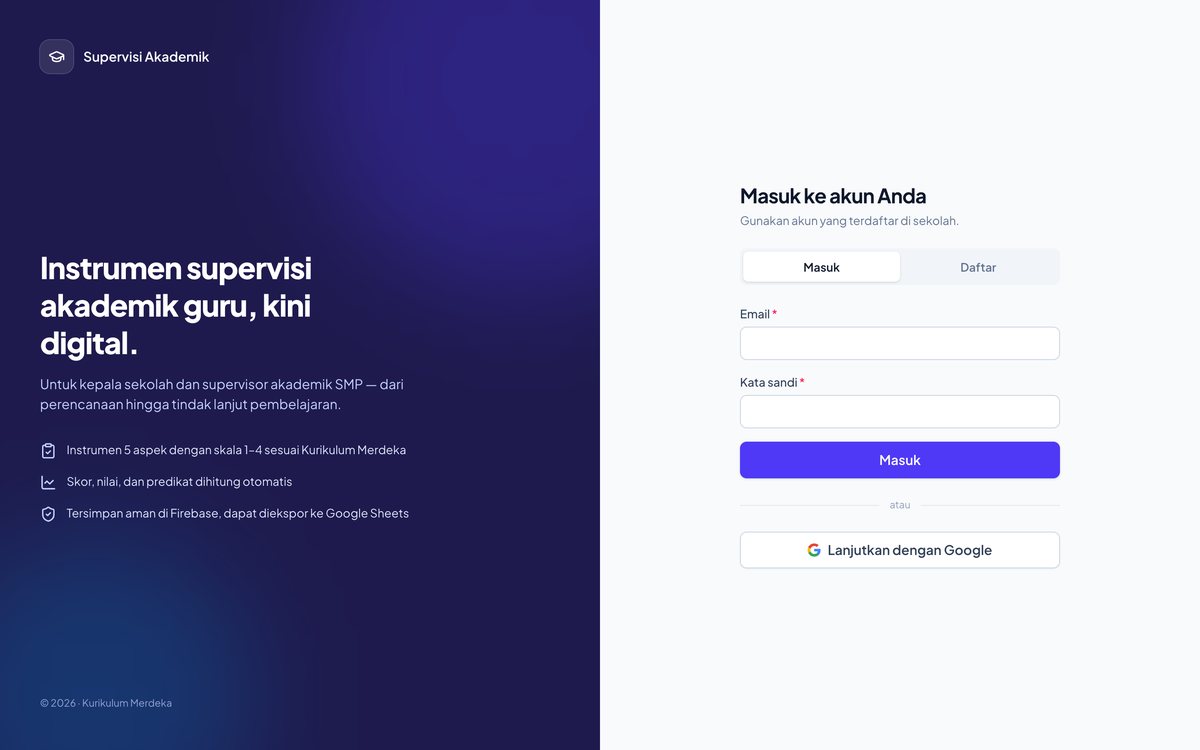 Supervisi Akademik
Instrumen supervisi
akademik guru, kini
digital.
Untuk kepala sekolah dan supervisor akademik SMP — dari
perencanaan hingga tindak lanjut pembelajaran.
Instrumen 5 aspek dengan skala 1–4 sesuai Kurikulum Merdeka
Skor, nilai, dan predikat dihitung otomatis
Tersimpan aman di Firebase, dapat diekspor ke Google Sheets
© 2026 · Kurikulum Merdeka
Masuk ke akun Anda
Gunakan akun yang terdaftar di sekolah.
Masuk Daftar
Email *
Kata sandi *
Masuk
atau
Lanjutkan dengan Google